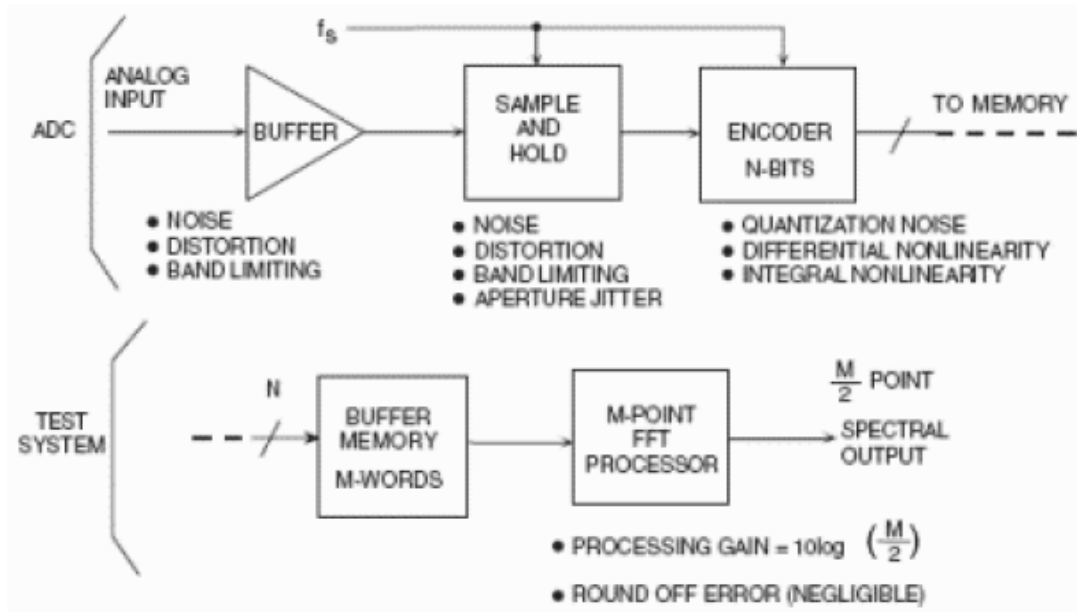 fs
ANALOG
INPUT
ADC
BUFFER
SAMPLE
AND
HOLD
ENCODER
N-BITS
TO MEMORY
● NOISE
● DISTORTION
● BAND LIMITING
● NOISE
● DISTORTION
● BAND LIMITING
● APERTURE JITTER
● QUANTIZATION NOISE
● DIFFERENTIAL NONLINEARITY
● INTEGRAL NONLINEARITY
TEST
SYSTEM
N
BUFFER
MEMORY
M-WORDS
M-POINT
FFT
PROCESSOR
M/2 POINT
SPECTRAL
OUTPUT
● PROCESSING GAIN = 10log (M/2)
● ROUND OFF ERROR (NEGLIGIBLE)